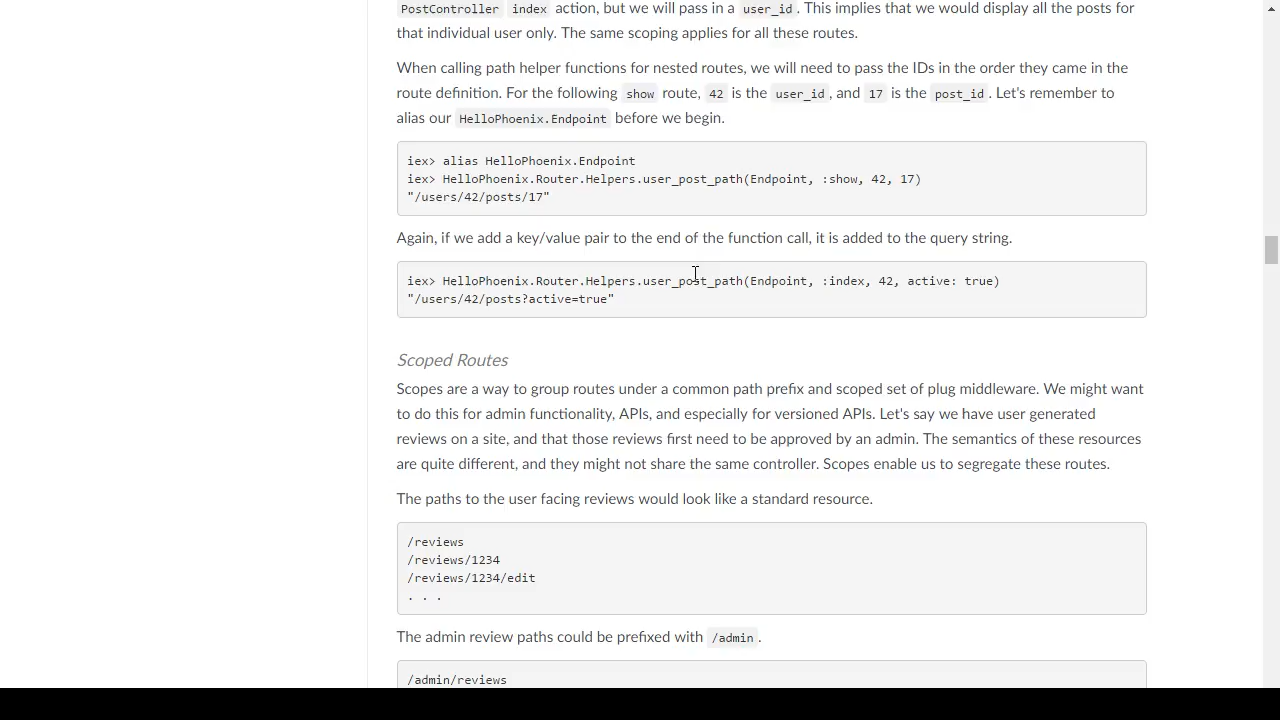 PostController index action, but we will pass in a user_id. This implies that we would display all the posts for
that individual user only. The same scoping applies for all these routes.
When calling path helper functions for nested routes, we will need to pass the IDs in the order they came in the
route definition. For the following show route, 42 is the user_id, and 17 is the post_id. Let's remember to
alias our HelloPhoenix.Endpoint before we begin.
iex> alias HelloPhoenix.Endpoint
iex> HelloPhoenix.Router.Helpers.user_post_path(Endpoint, :show, 42, 17)
"/users/42/posts/17"
Again, if we add a key/value pair to the end of the function call, it is added to the query string.
iex> HelloPhoenix.Router.Helpers.user_post_path(Endpoint, :index, 42, active: true)
"/users/42/posts?active=true"
Scoped Routes
Scopes are a way to group routes under a common path prefix and scoped set of plug middleware. We might want
to do this for admin functionality, APIs, and especially for versioned APIs. Let's say we have user generated
reviews on a site, and that those reviews first need to be approved by an admin. The semantics of these resources
are quite different, and they might not share the same controller. Scopes enable us to segregate these routes.
The paths to the user facing reviews would look like a standard resource.
/reviews
/reviews/1234
/reviews/1234/edit
. . .
The admin review paths could be prefixed with /admin.
/admin/reviews